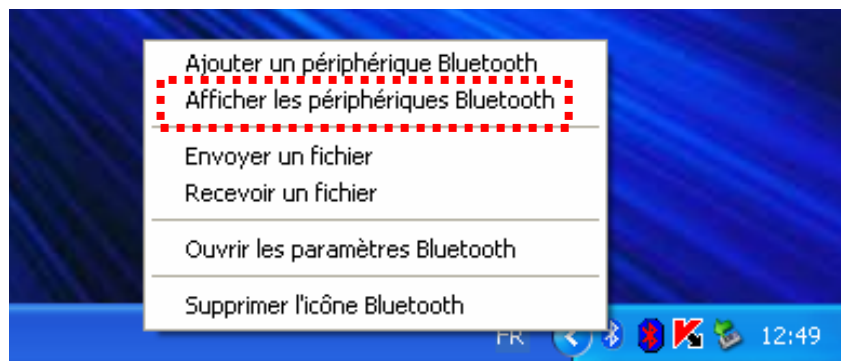 Ajouter un périphérique Bluetooth
Afficher les périphériques Bluetooth
Envoyer un fichier
Recevoir un fichier
Ouvrir les paramètres Bluetooth
Supprimer l'icône Bluetooth
FR 12:49